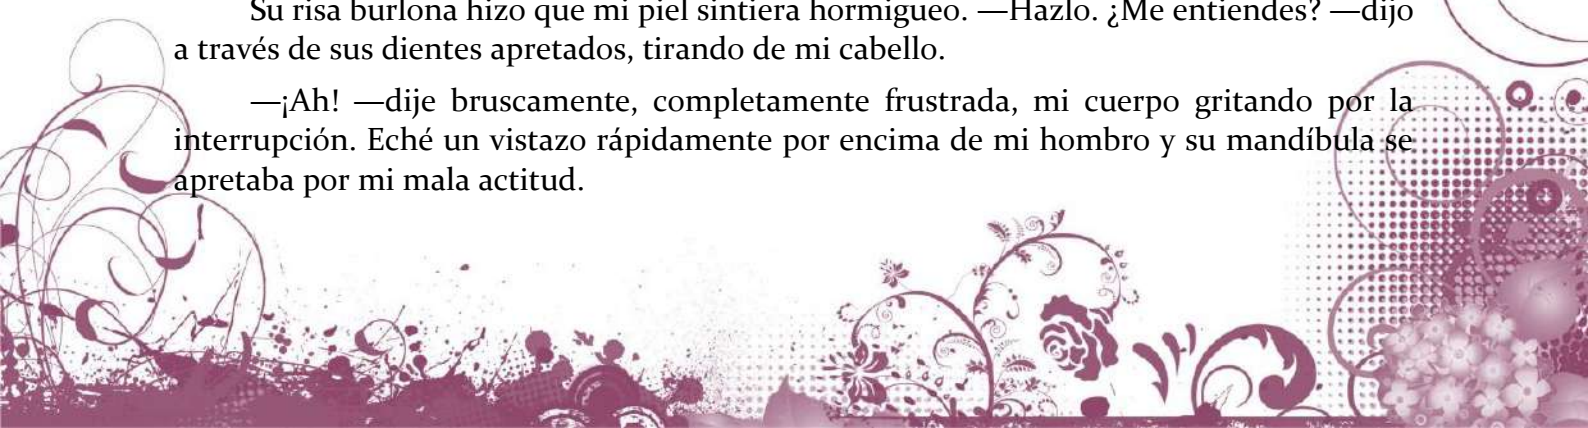 Su risa burlona hizo que mi piel sintiera hormigueo. —Hazlo. ¿Me entiendes? —dijo
a través de sus dientes apretados, tirando de mi cabello.
—¡Ah! —dije bruscamente, completamente frustrada, mi cuerpo gritando por la
interrupción. Eché un vistazo rápidamente por encima de mi hombro y su mandíbula se
apretaba por mi mala actitud.